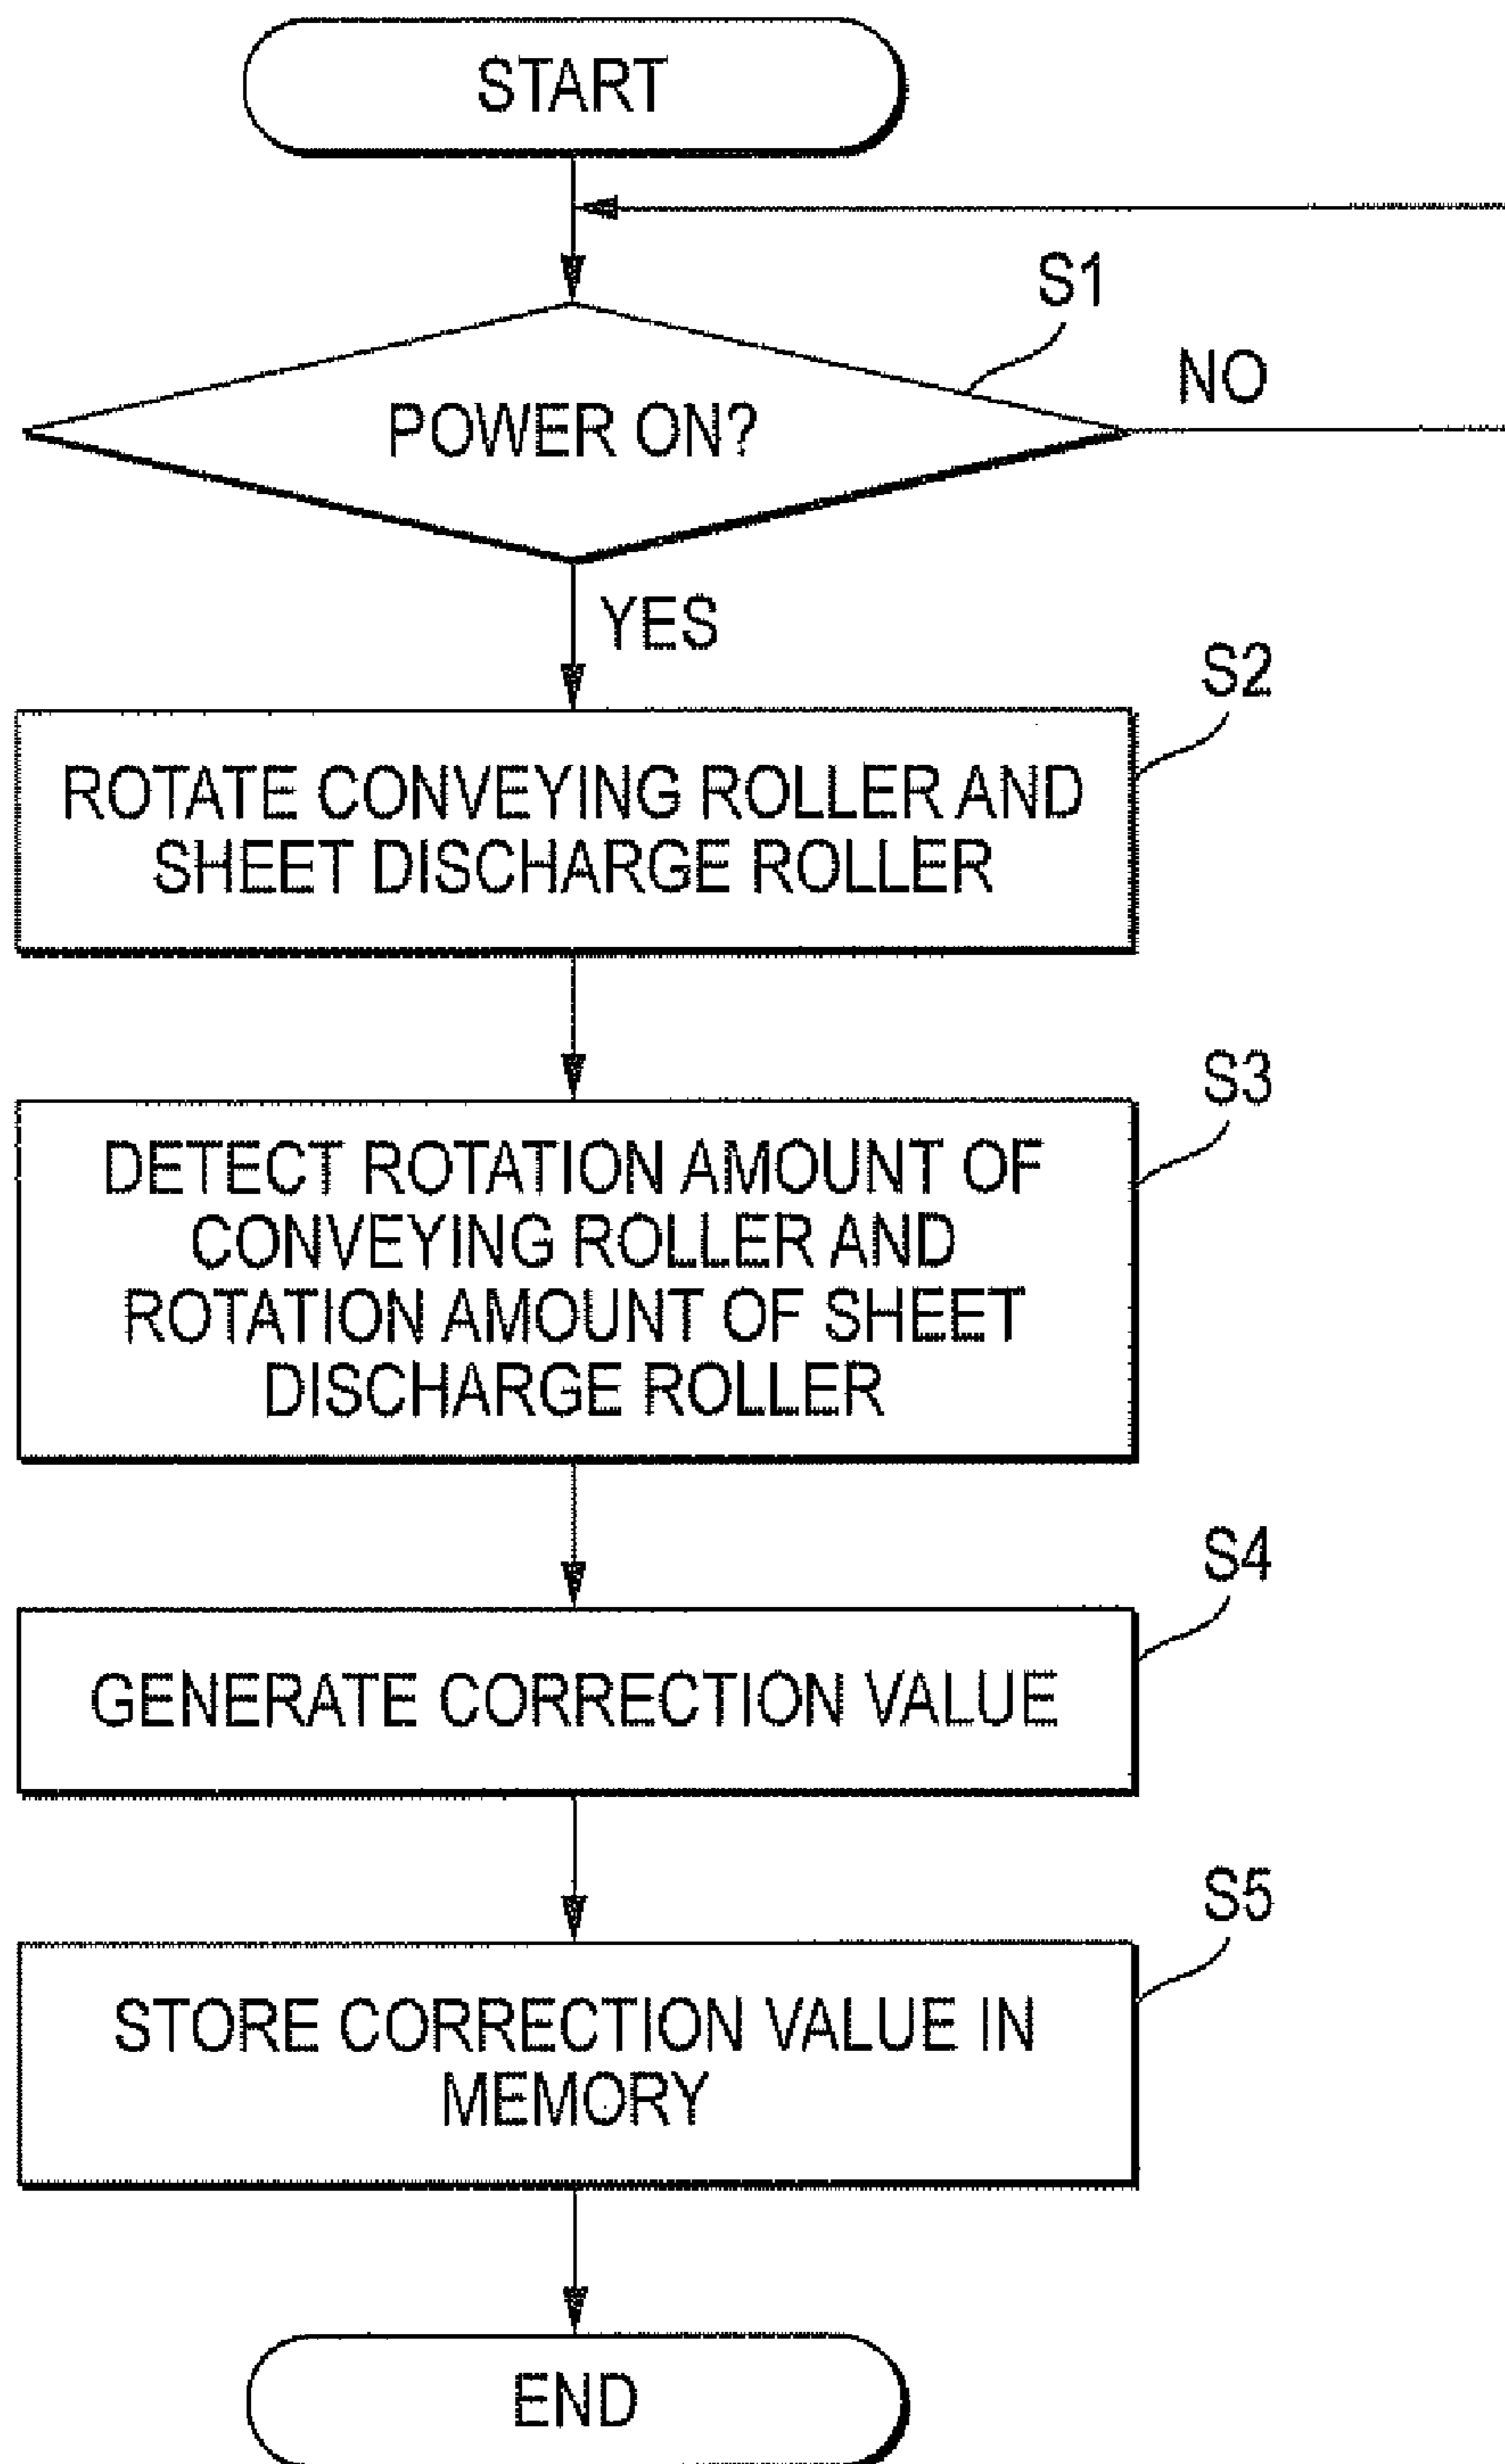 START
S1
POWER ON?
NO
YES
S2
ROTATE CONVEYING ROLLER AND
SHEET DISCHARGE ROLLER
S3
DETECT ROTATION AMOUNT OF
CONVEYING ROLLER AND
ROTATION AMOUNT OF SHEET
DISCHARGE ROLLER
S4
GENERATE CORRECTION VALUE
S5
STORE CORRECTION VALUE IN
MEMORY
END